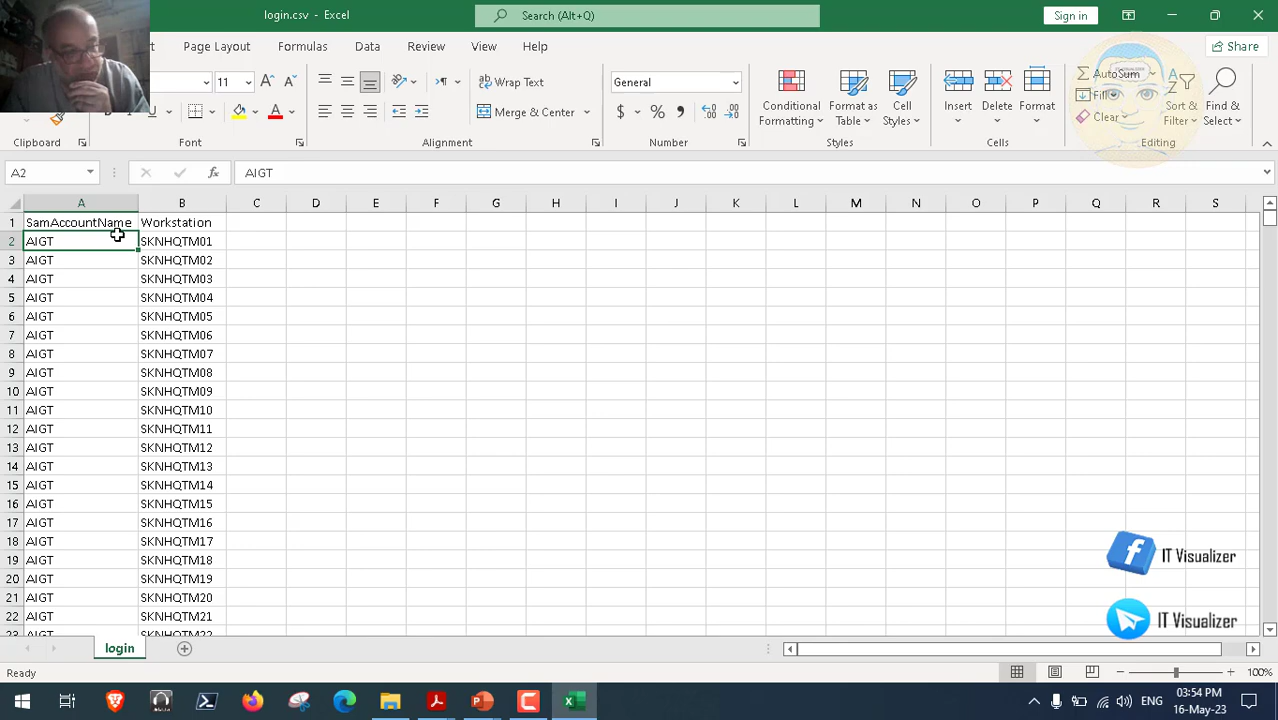 login.csv - Excel
Search (Alt+Q)
Sign in
Page Layout Formulas Data Review View Help
Share
11
Wrap Text
General
Conditional Formatting
Format as Table
Cell Styles
Insert
Delete
Format
AutoSum
Fill
Clear
Sort & Filter
Find & Select
Merge & Center
$ % ,
Clipboard
Font
Alignment
Number
Styles
Cells
Editing
A2
fx
AIGT
A B C D E F G H I J K L M N O P Q R S
1 SamAccountName Workstation
2 AIGT SKNHQTM01
3 AIGT SKNHQTM02
4 AIGT SKNHQTM03
5 AIGT SKNHQTM04
6 AIGT SKNHQTM05
7 AIGT SKNHQTM06
8 AIGT SKNHQTM07
9 AIGT SKNHQTM08
10 AIGT SKNHQTM09
11 AIGT SKNHQTM10
12 AIGT SKNHQTM11
13 AIGT SKNHQTM12
14 AIGT SKNHQTM13
15 AIGT SKNHQTM14
16 AIGT SKNHQTM15
17 AIGT SKNHQTM16
18 AIGT SKNHQTM17
19 AIGT SKNHQTM18
20 AIGT SKNHQTM19
21 AIGT SKNHQTM20
22 AIGT SKNHQTM21
23 AIGT SKNHQTM22
IT Visualizer
IT Visualizer
login
Ready
100%
ENG
03:54 PM
16-May-23